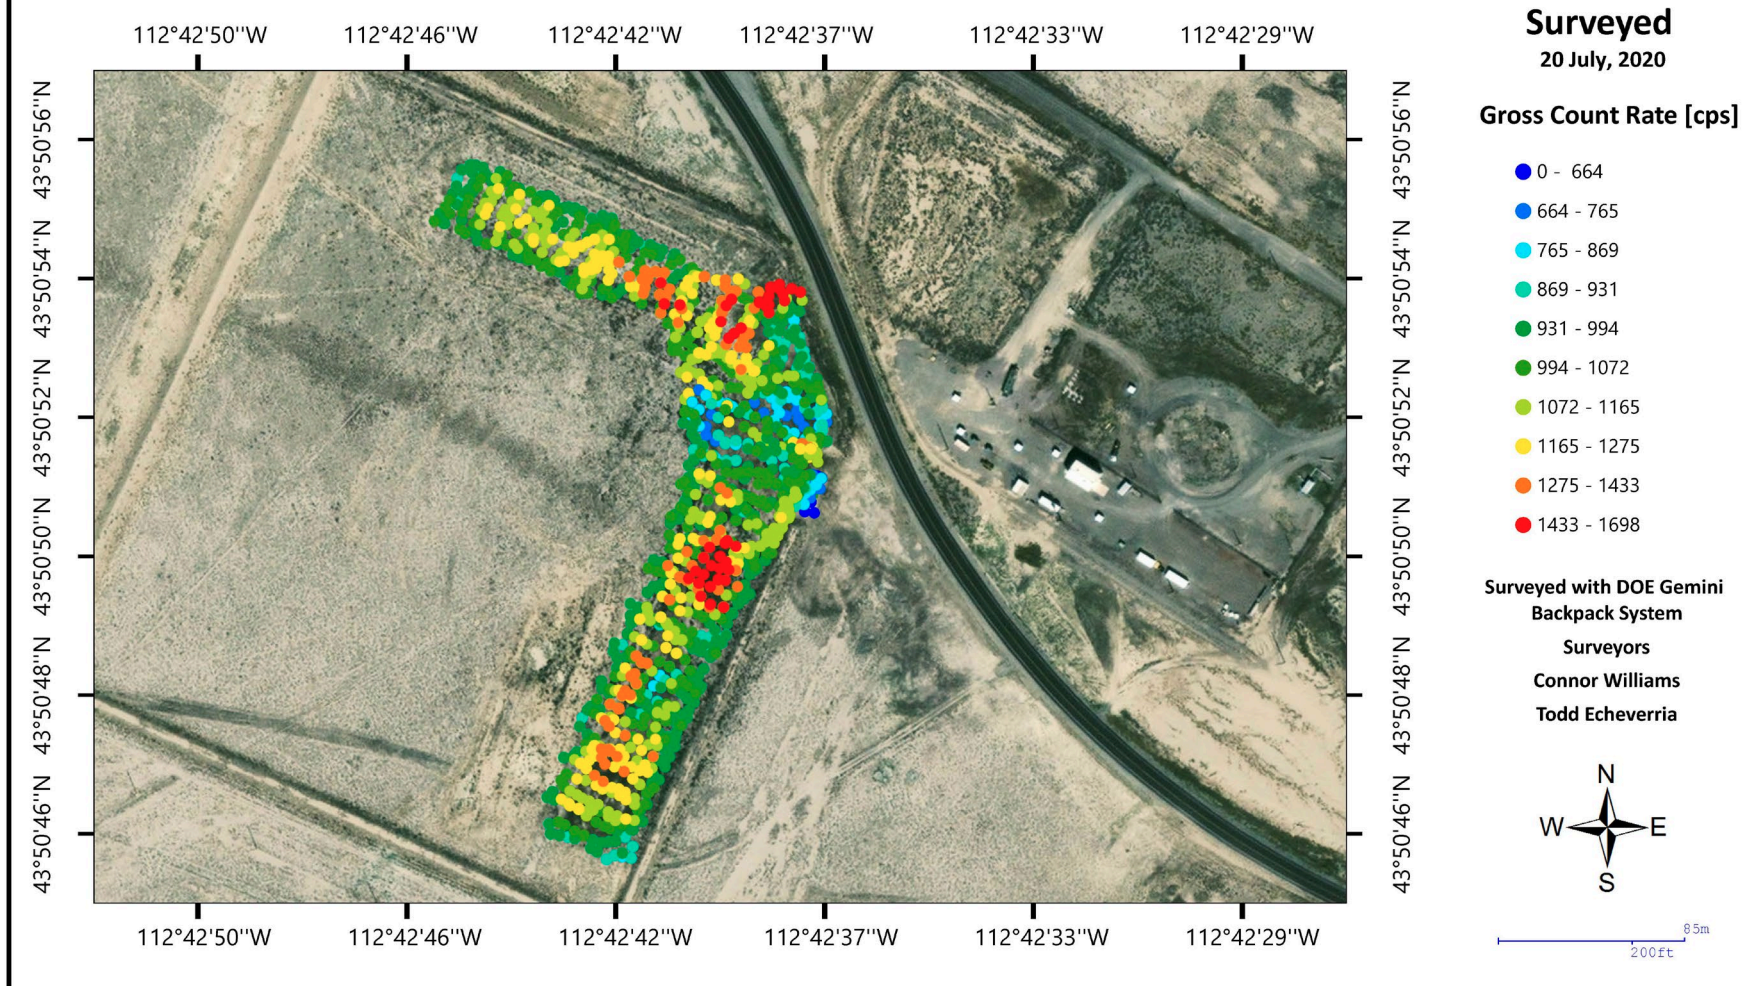 112°42'50''W 112°42'46''W 112°42'42''W 112°42'37''W 112°42'33''W 112°42'29''W
43°50'56''N
43°50'54''N
43°50'52''N
43°50'50''N
43°50'48''N
43°50'46''N
43°50'56''N
43°50'54''N
43°50'52''N
43°50'50''N
43°50'48''N
43°50'46''N
112°42'50''W 112°42'46''W 112°42'42''W 112°42'37''W 112°42'33''W 112°42'29''W
Surveyed
20 July, 2020
Gross Count Rate [cps]
0 - 664
664 - 765
765 - 869
869 - 931
931 - 994
994 - 1072
1072 - 1165
1165 - 1275
1275 - 1433
1433 - 1698
Surveyed with DOE Gemini
Backpack System
Surveyors
Connor Williams
Todd Echeverria
N
W E
S
85m
200ft